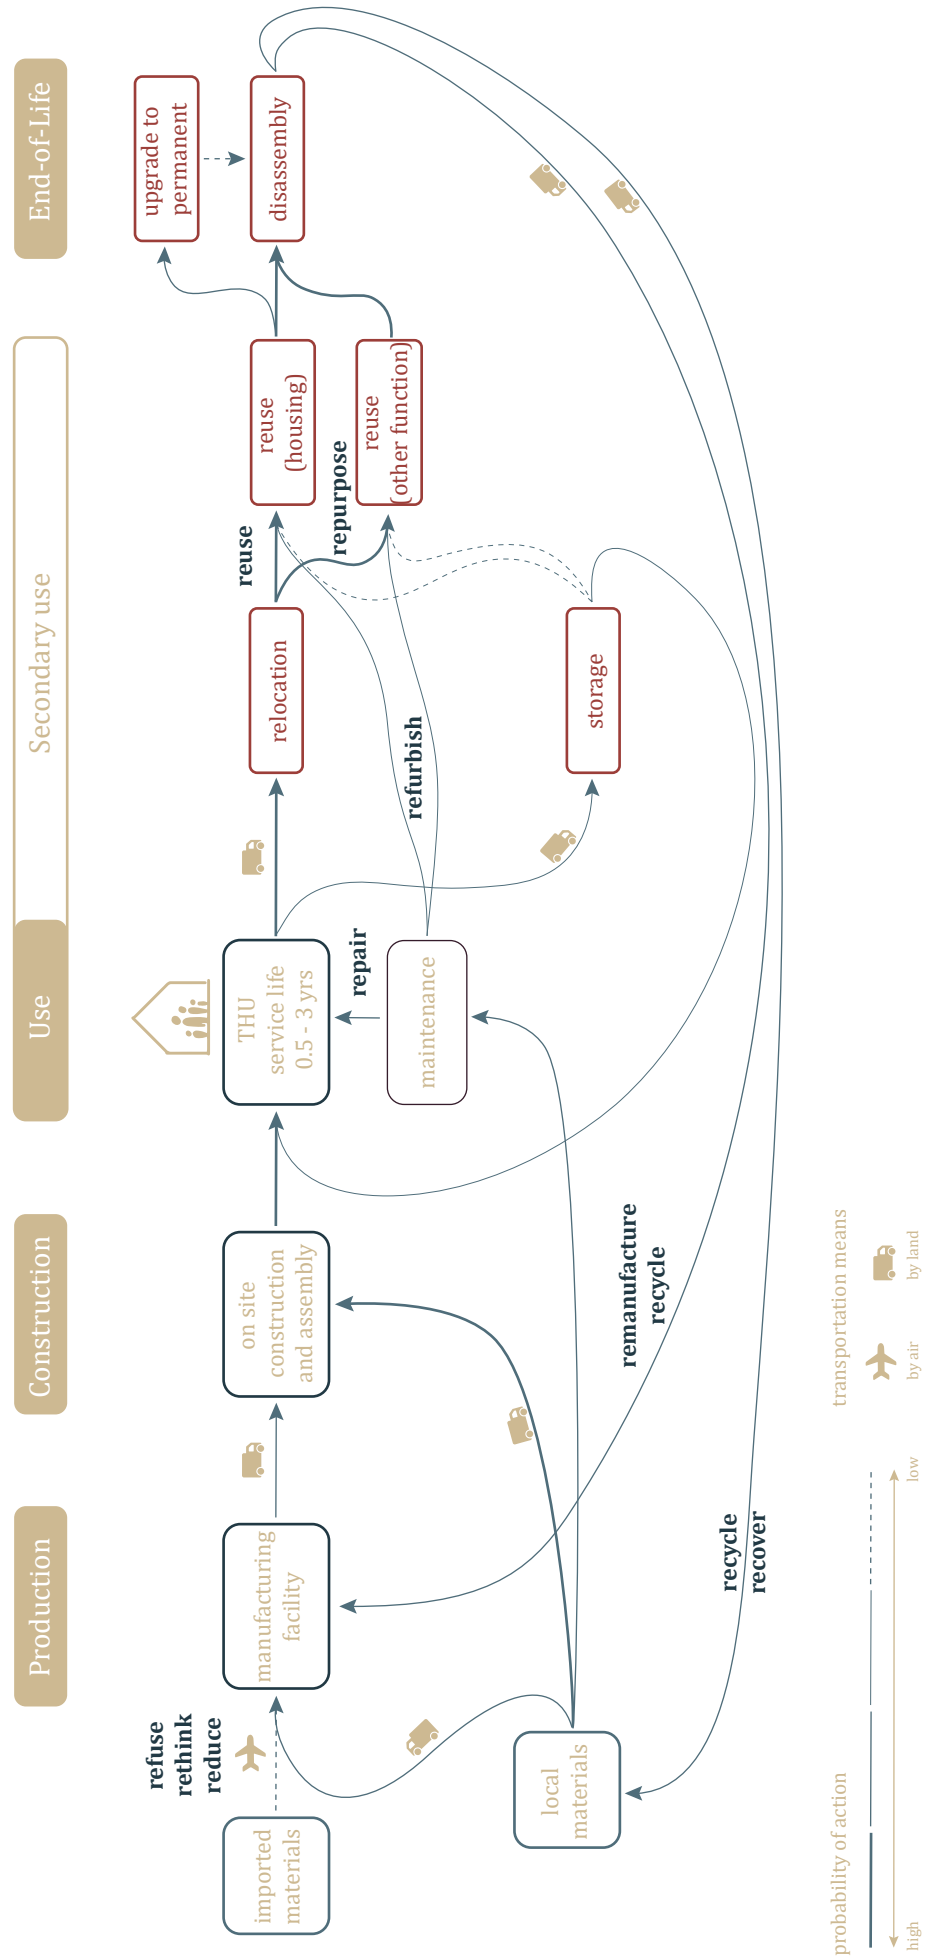 Production
Construction
Use
Secondary use
End-of-Life
refuse
rethink
reduce
imported
materials
manufacturing
facility
on site
construction
and assembly
THU
service life
0.5 - 3 yrs
repair
maintenance
relocation
reuse
reuse
(housing)
repurpose
reuse
(other function)
refurbish
storage
upgrade to
permanent
disassembly
local
materials
remanufacture
recycle
recycle
recover
probability of action
high
low
transportation means
by air
by land